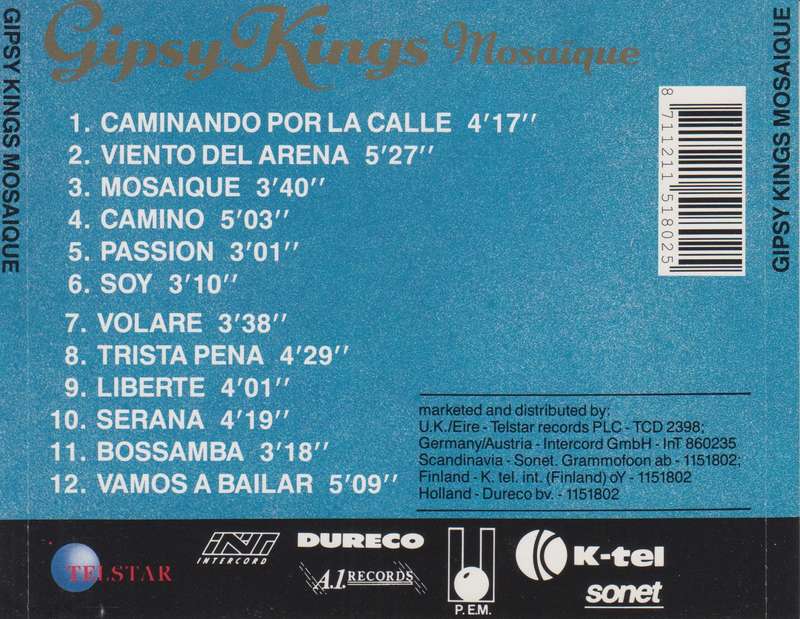 Gipsy Kings Mosaïque
1. CAMINANDO POR LA CALLE 4'17''
2. VIENTO DEL ARENA 5'27''
3. MOSAIQUE 3'40''
4. CAMINO 5'03''
5. PASSION 3'01''
6. SOY 3'10''
7. VOLARE 3'38''
8. TRISTA PENA 4'29''
9. LIBERTE 4'01''
10. SERANA 4'19''
11. BOSSAMBA 3'18''
12. VAMOS A BAILAR 5'09''
GIPSY KINGS MOSAIQUE
GIPSY KINGS MOSAIQUE
8 711211 518025
marketed and distributed by:
U.K./Eire - Telstar records PLC - TCD 2398;
Germany/Austria - Intercord GmbH - InT 860235
Scandinavia - Sonet. Grammofoon ab - 1151802;
Finland - K. tel. int. (Finland) oY - 1151802
Holland - Dureco bv. - 1151802
TELSTAR
INT
INTERCORD
DURECO
A.1. RECORDS
P.E.M.
K K-tel
sonet